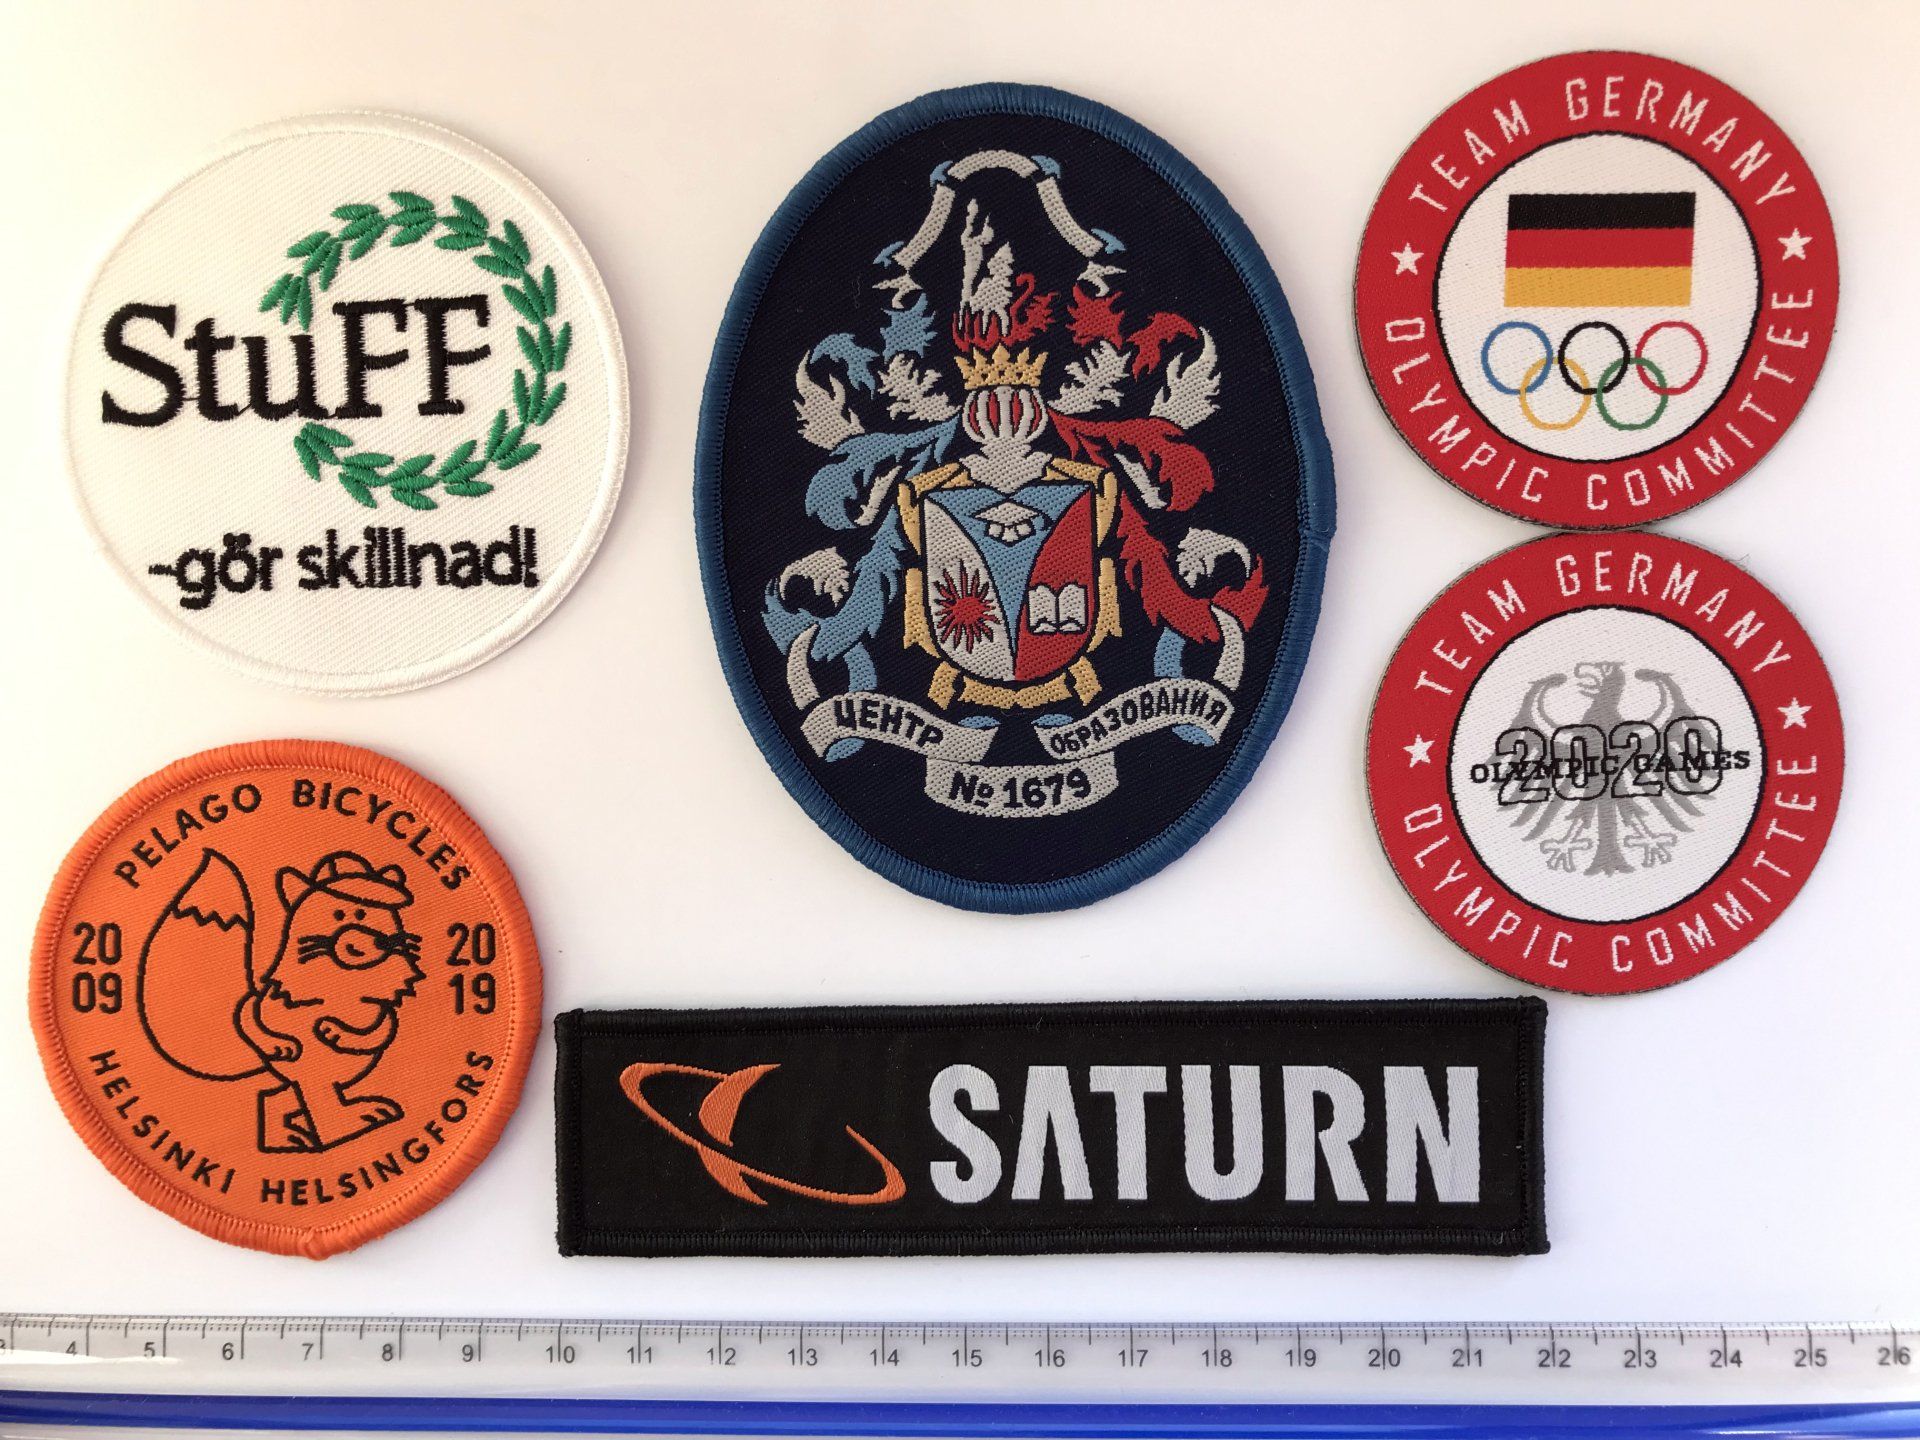 StuFF
-gör skillnad!
ЦЕНТР ОБРАЗОВАНИЯ
№ 1679
TEAM GERMANY
OLYMPIC COMMITTEE
TEAM GERMANY
2020
OLYMPIC GAMES
OLYMPIC COMMITTEE
PELAGO BICYCLES
20 20
09 19
HELSINKI HELSINGFORS
SATURN
3 4 5 6 7 8 9 10 11 12 13 14 15 16 17 18 19 20 21 22 23 24 25 26